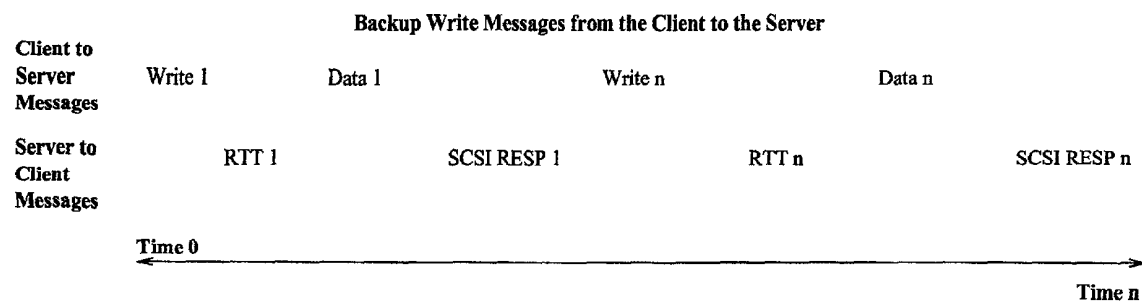 Backup Write Messages from the Client to the Server
Client to
Server
Messages
Write 1 Data 1 Write n Data n
Server to
Client
Messages
RTT 1 SCSI RESP 1 RTT n SCSI RESP n
Time 0
Time n